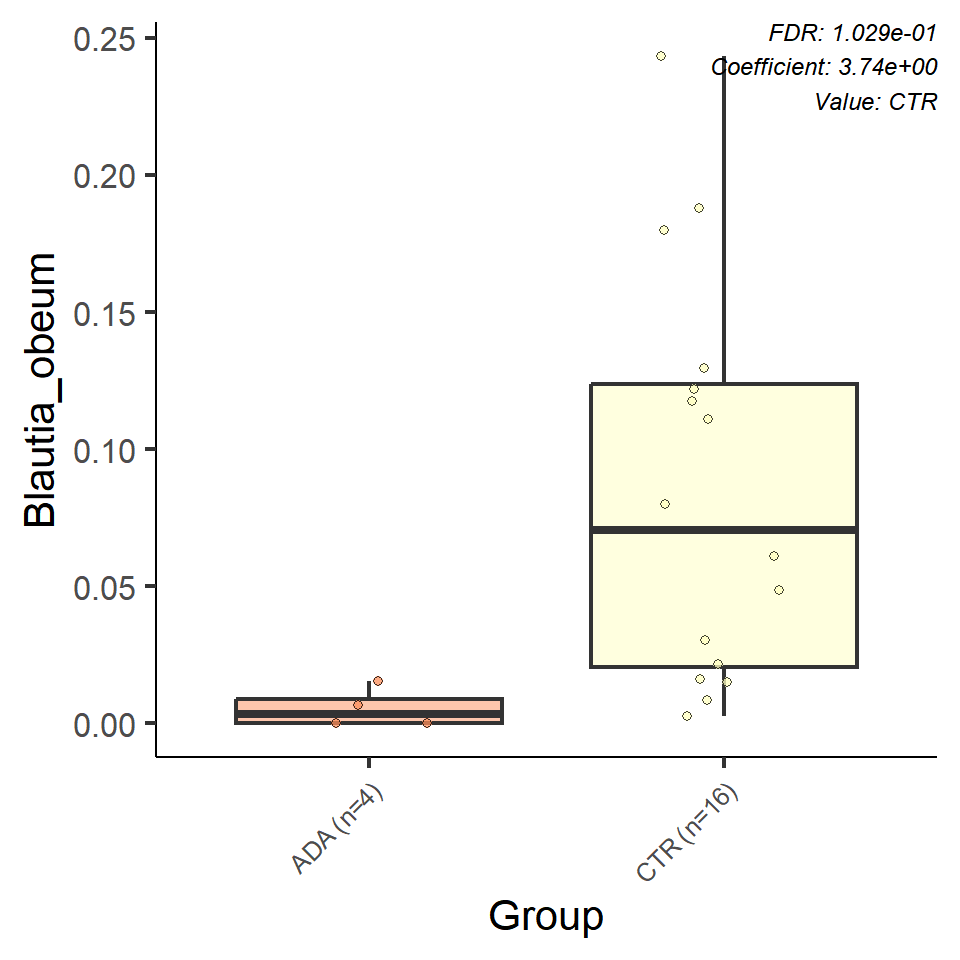 FDR: 1.029e-01
Coefficient: 3.74e+00
Value: CTR
0.25
0.20
0.15
0.10
0.05
0.00
Blautia_obeum
ADA (n=4)
CTR (n=16)
Group